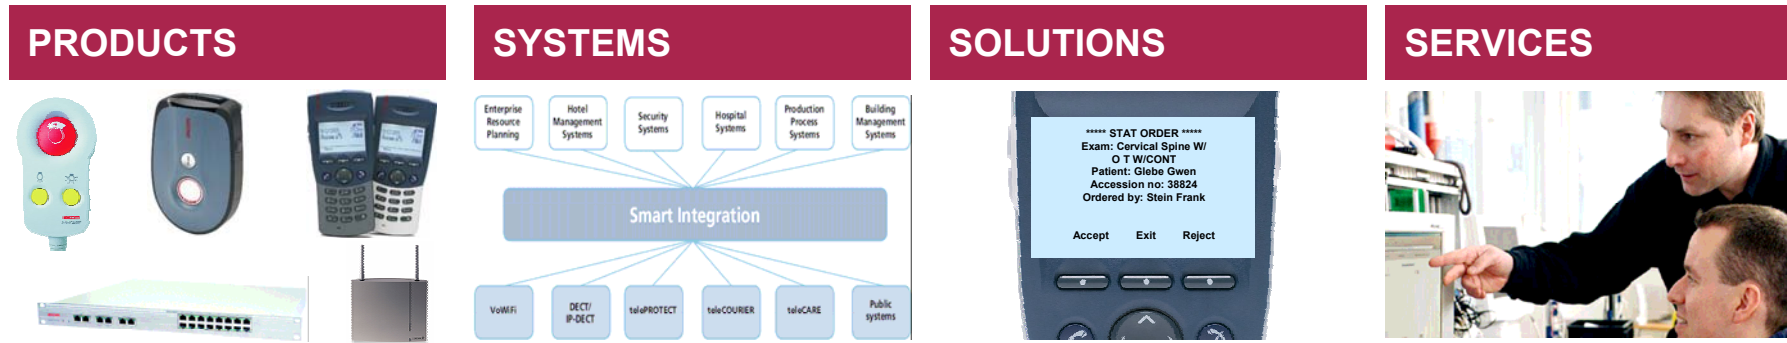 PRODUCTS
SYSTEMS
SOLUTIONS
SERVICES
Enterprise
Resource
Planning
Hotel
Management
Systems
Security
Systems
Hospital
Systems
Production
Process
Systems
Building
Management
Systems
Smart Integration
VoWiFi
DECT/
IP-DECT
telePROTECT
teleCOURIER
teleCARE
Public
systems
***** STAT ORDER *****
Exam: Cervical Spine W/
O T W/CONT
Patient: Glebe Gwen
Accession no: 38824
Ordered by: Stein Frank
Accept Exit Reject